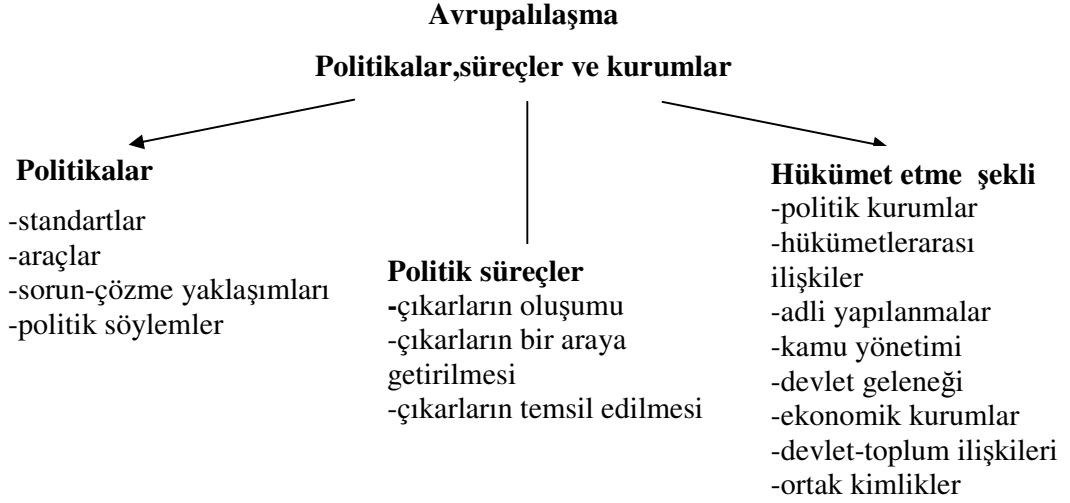 Avrupalılaşma
Politikalar,süreçler ve kurumlar
Politikalar
-standartlar
-araçlar
-sorun-çözme yaklaşımları
-politik söylemler
Politik süreçler
-çıkarların oluşumu
-çıkarların bir araya
getirilmesi
-çıkarların temsil edilmesi
Hükümet etme şekli
-politik kurumlar
-hükümetlerarası
ilişkiler
-adli yapılanmalar
-kamu yönetimi
-devlet geleneği
-ekonomik kurumlar
-devlet-toplum ilişkileri
-ortak kimlikler